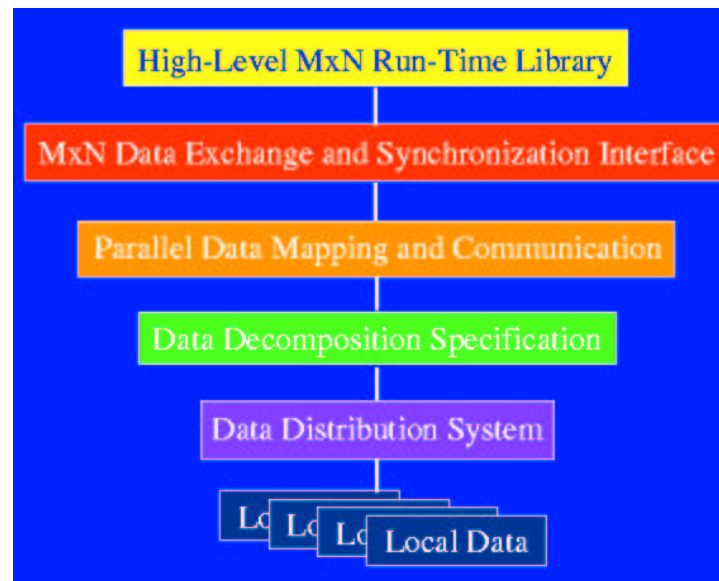 High-Level MxN Run-Time Library
MxN Data Exchange and Synchronization Interface
Parallel Data Mapping and Communication
Data Decomposition Specification
Data Distribution System
Local Data